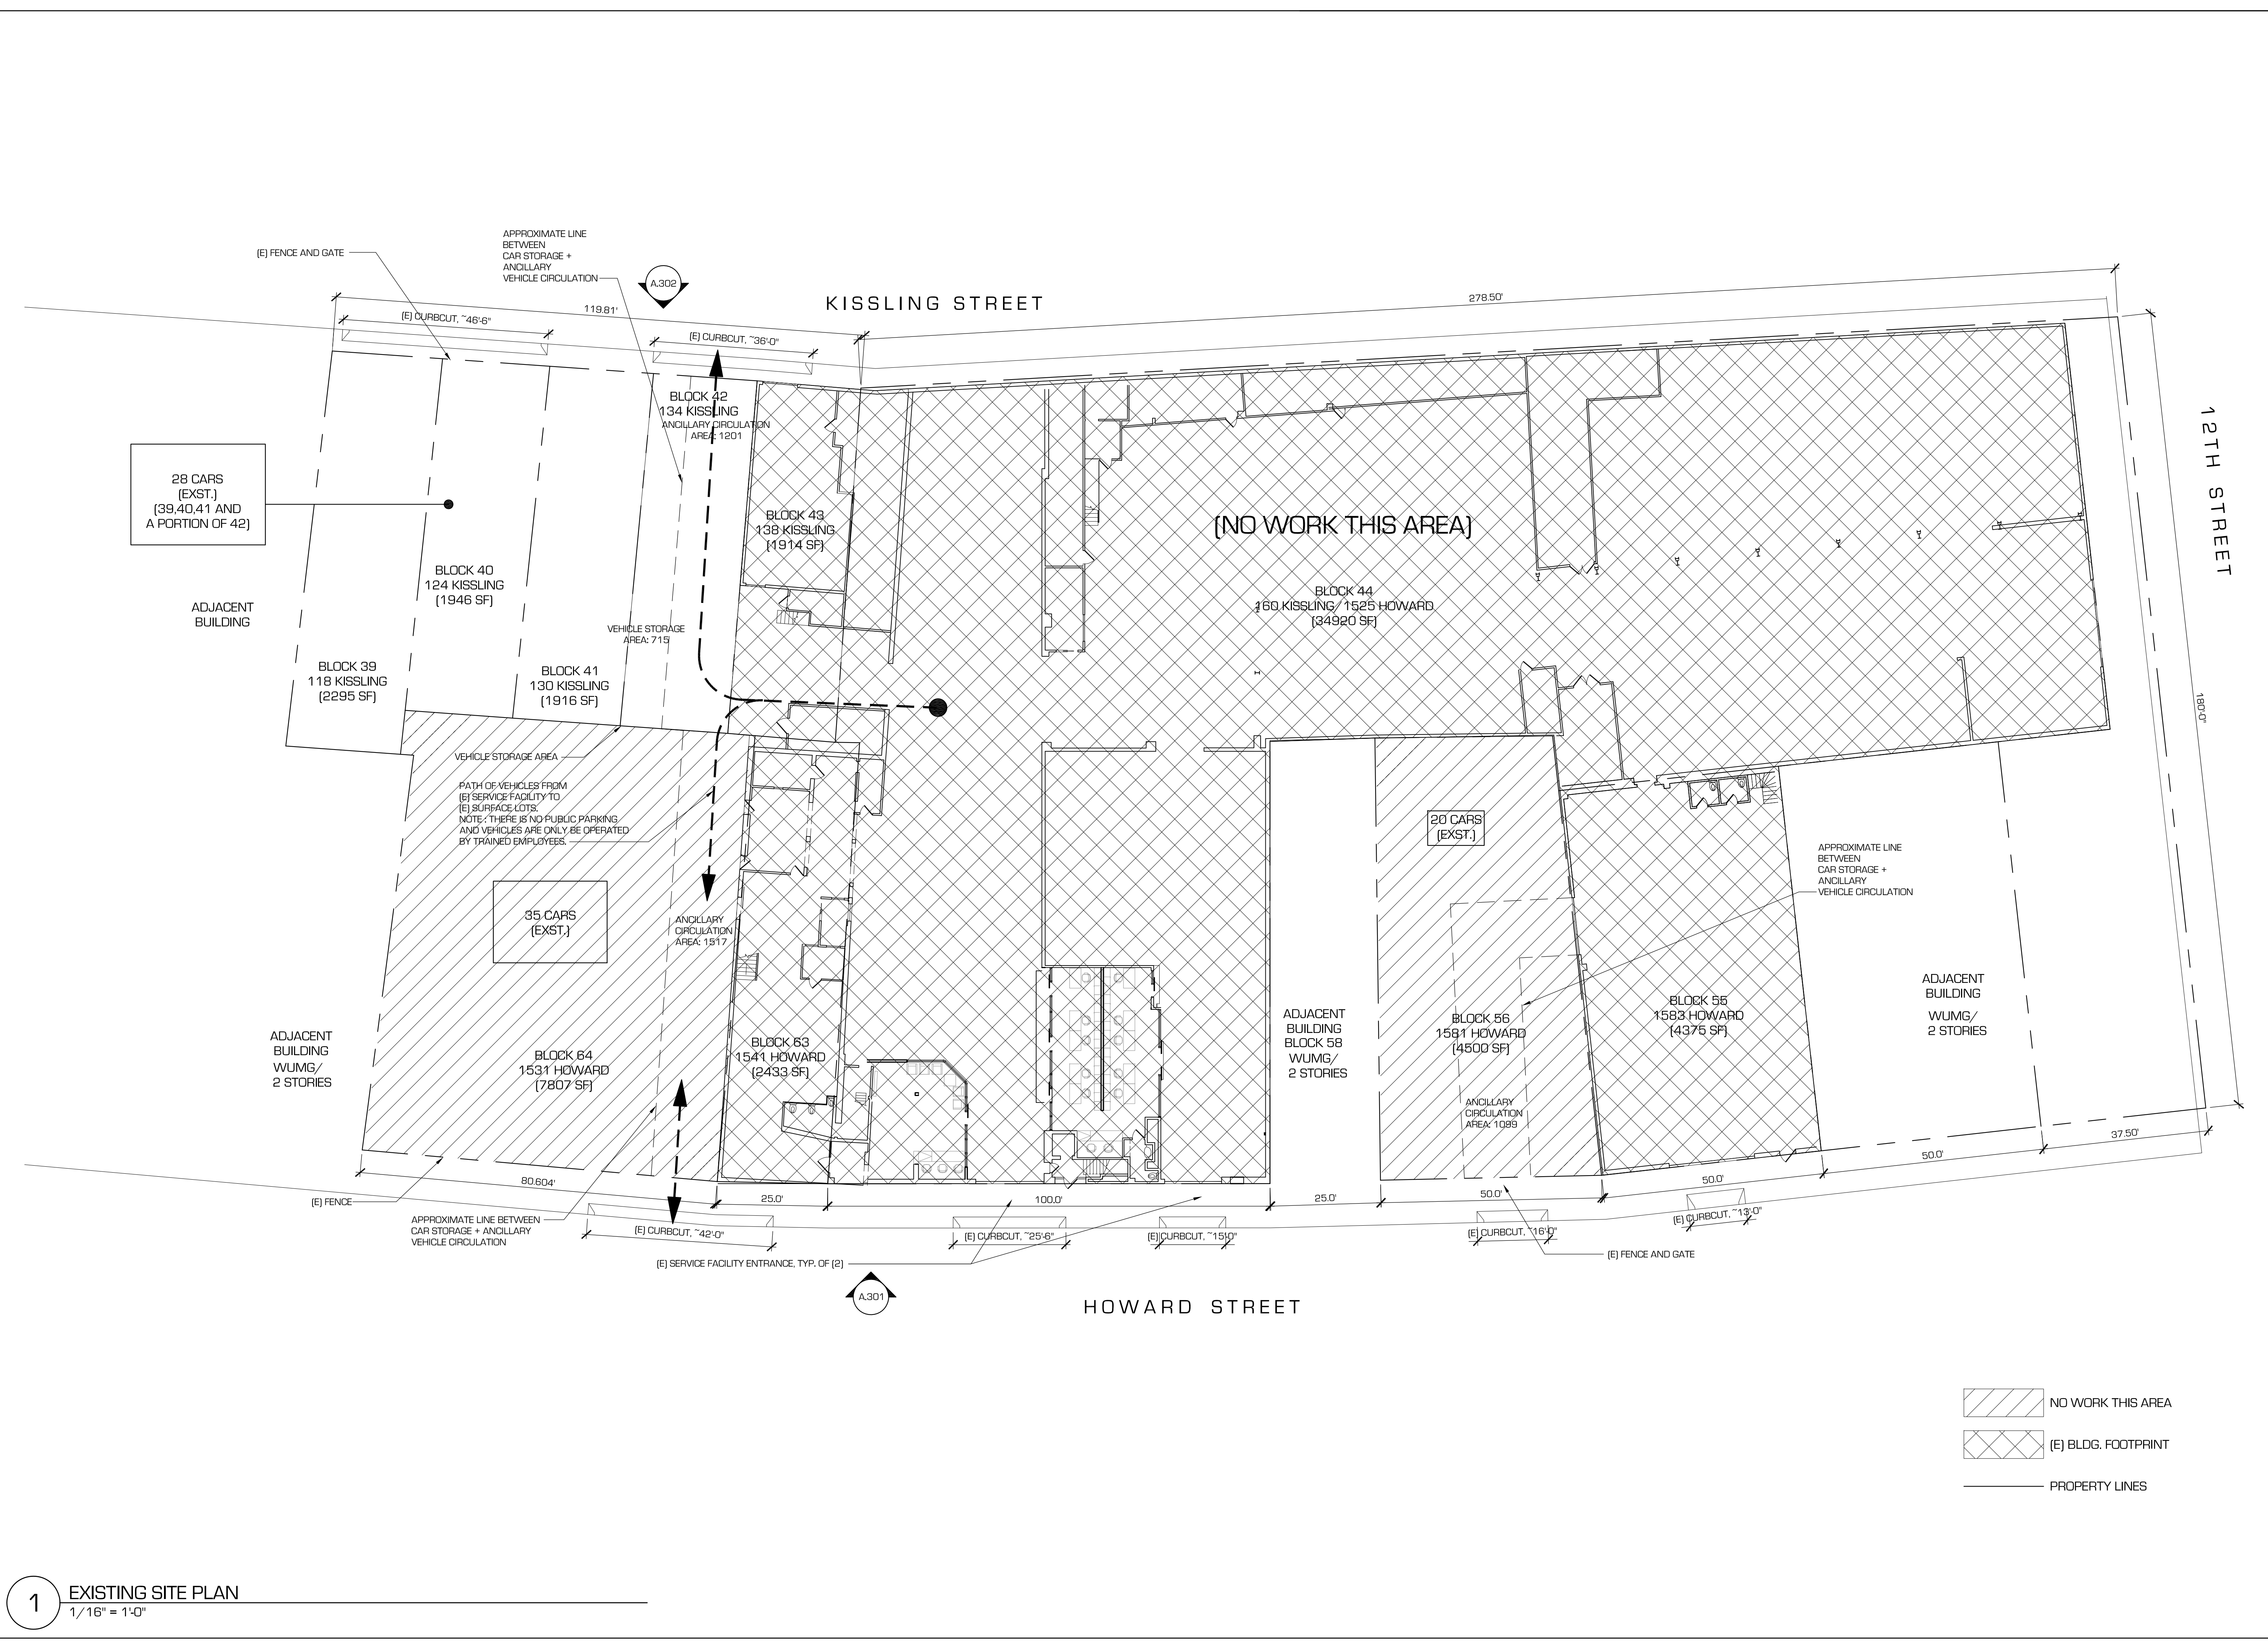 APPROXIMATE LINE
BETWEEN
CAR STORAGE +
ANCILLARY
VEHICLE CIRCULATION
(E) FENCE AND GATE
A.302
KISSLING STREET
278.50'
119.81'
(E) CURBCUT, ~46'-6"
(E) CURBCUT, ~36'-0"
12TH STREET
180'-0"
BLOCK 42
134 KISSLING
ANCILLARY CIRCULATION
AREA: 1201
28 CARS
(EXST.)
(39,40,41 AND
A PORTION OF 42)
BLOCK 43
138 KISSLING
(1914 SF)
(NO WORK THIS AREA)
BLOCK 44
160 KISSLING/1525 HOWARD
(34920 SF)
BLOCK 40
124 KISSLING
(1946 SF)
ADJACENT
BUILDING
VEHICLE STORAGE
AREA: 715
BLOCK 39
118 KISSLING
(2295 SF)
BLOCK 41
130 KISSLING
(1916 SF)
VEHICLE STORAGE AREA
PATH OF VEHICLES FROM
(E) SERVICE FACILITY TO
(E) SURFACE LOTS.
NOTE : THERE IS NO PUBLIC PARKING
AND VEHICLES ARE ONLY BE OPERATED
BY TRAINED EMPLOYEES.
20 CARS
(EXST.)
APPROXIMATE LINE
BETWEEN
CAR STORAGE +
ANCILLARY
VEHICLE CIRCULATION
35 CARS
(EXST.)
ANCILLARY
CIRCULATION
AREA: 1517
ADJACENT
BUILDING
WUMG/
2 STORIES
BLOCK 64
1531 HOWARD
(7807 SF)
BLOCK 63
1541 HOWARD
(2433 SF)
ADJACENT
BUILDING
BLOCK 58
WUMG/
2 STORIES
BLOCK 56
1581 HOWARD
(4500 SF)
BLOCK 55
1583 HOWARD
(4375 SF)
ADJACENT
BUILDING
WUMG/
2 STORIES
ANCILLARY
CIRCULATION
AREA: 1099
80.604'
25.0'
100.0'
25.0'
50.0'
50.0'
50.0'
37.50'
(E) FENCE
APPROXIMATE LINE BETWEEN
CAR STORAGE + ANCILLARY
VEHICLE CIRCULATION
(E) CURBCUT, ~42'-0"
(E) CURBCUT, ~25'-6"
(E) CURBCUT, ~15'-0"
(E) CURBCUT, ~16'-0"
(E) CURBCUT, ~13'-0"
(E) SERVICE FACILITY ENTRANCE, TYP. OF (2)
(E) FENCE AND GATE
A.301
HOWARD STREET
NO WORK THIS AREA
(E) BLDG. FOOTPRINT
PROPERTY LINES
1
EXISTING SITE PLAN
1/16" = 1'-0"